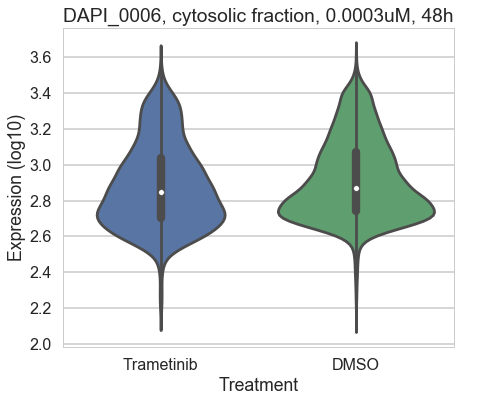 DAPI_0006, cytosolic fraction, 0.0003uM, 48h
Expression (log10)
3.6
3.4
3.2
3.0
2.8
2.6
2.4
2.2
2.0
Trametinib
DMSO
Treatment